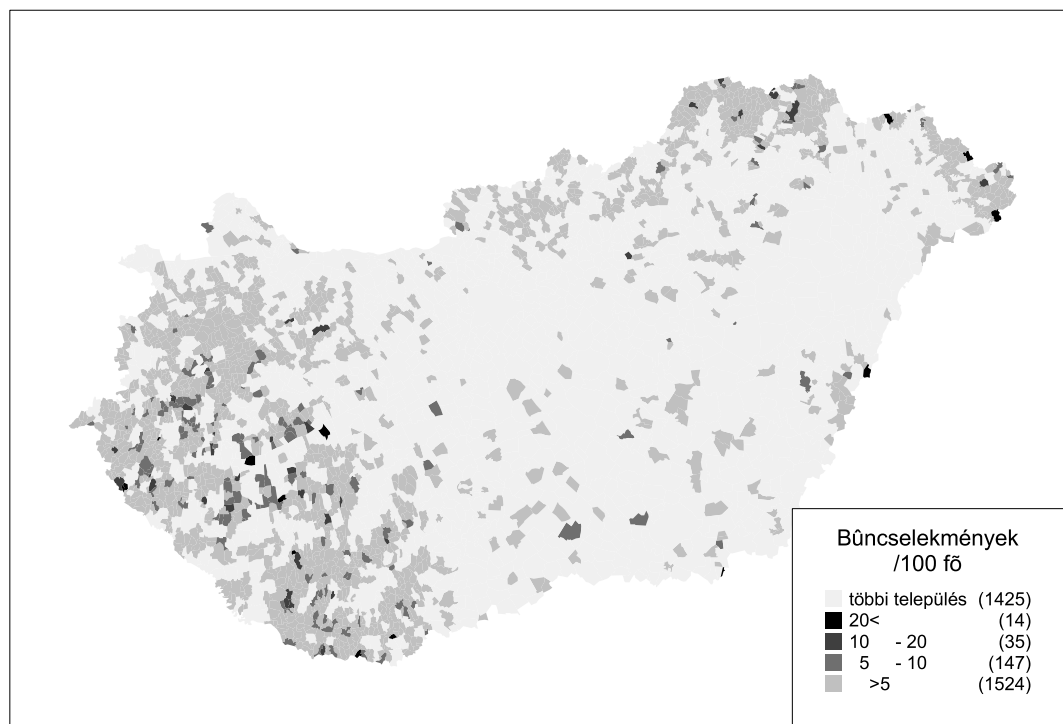 Bûncselekmények
/100 fõ
többi település (1425)
20< (14)
10 - 20 (35)
5 - 10 (147)
>5 (1524)